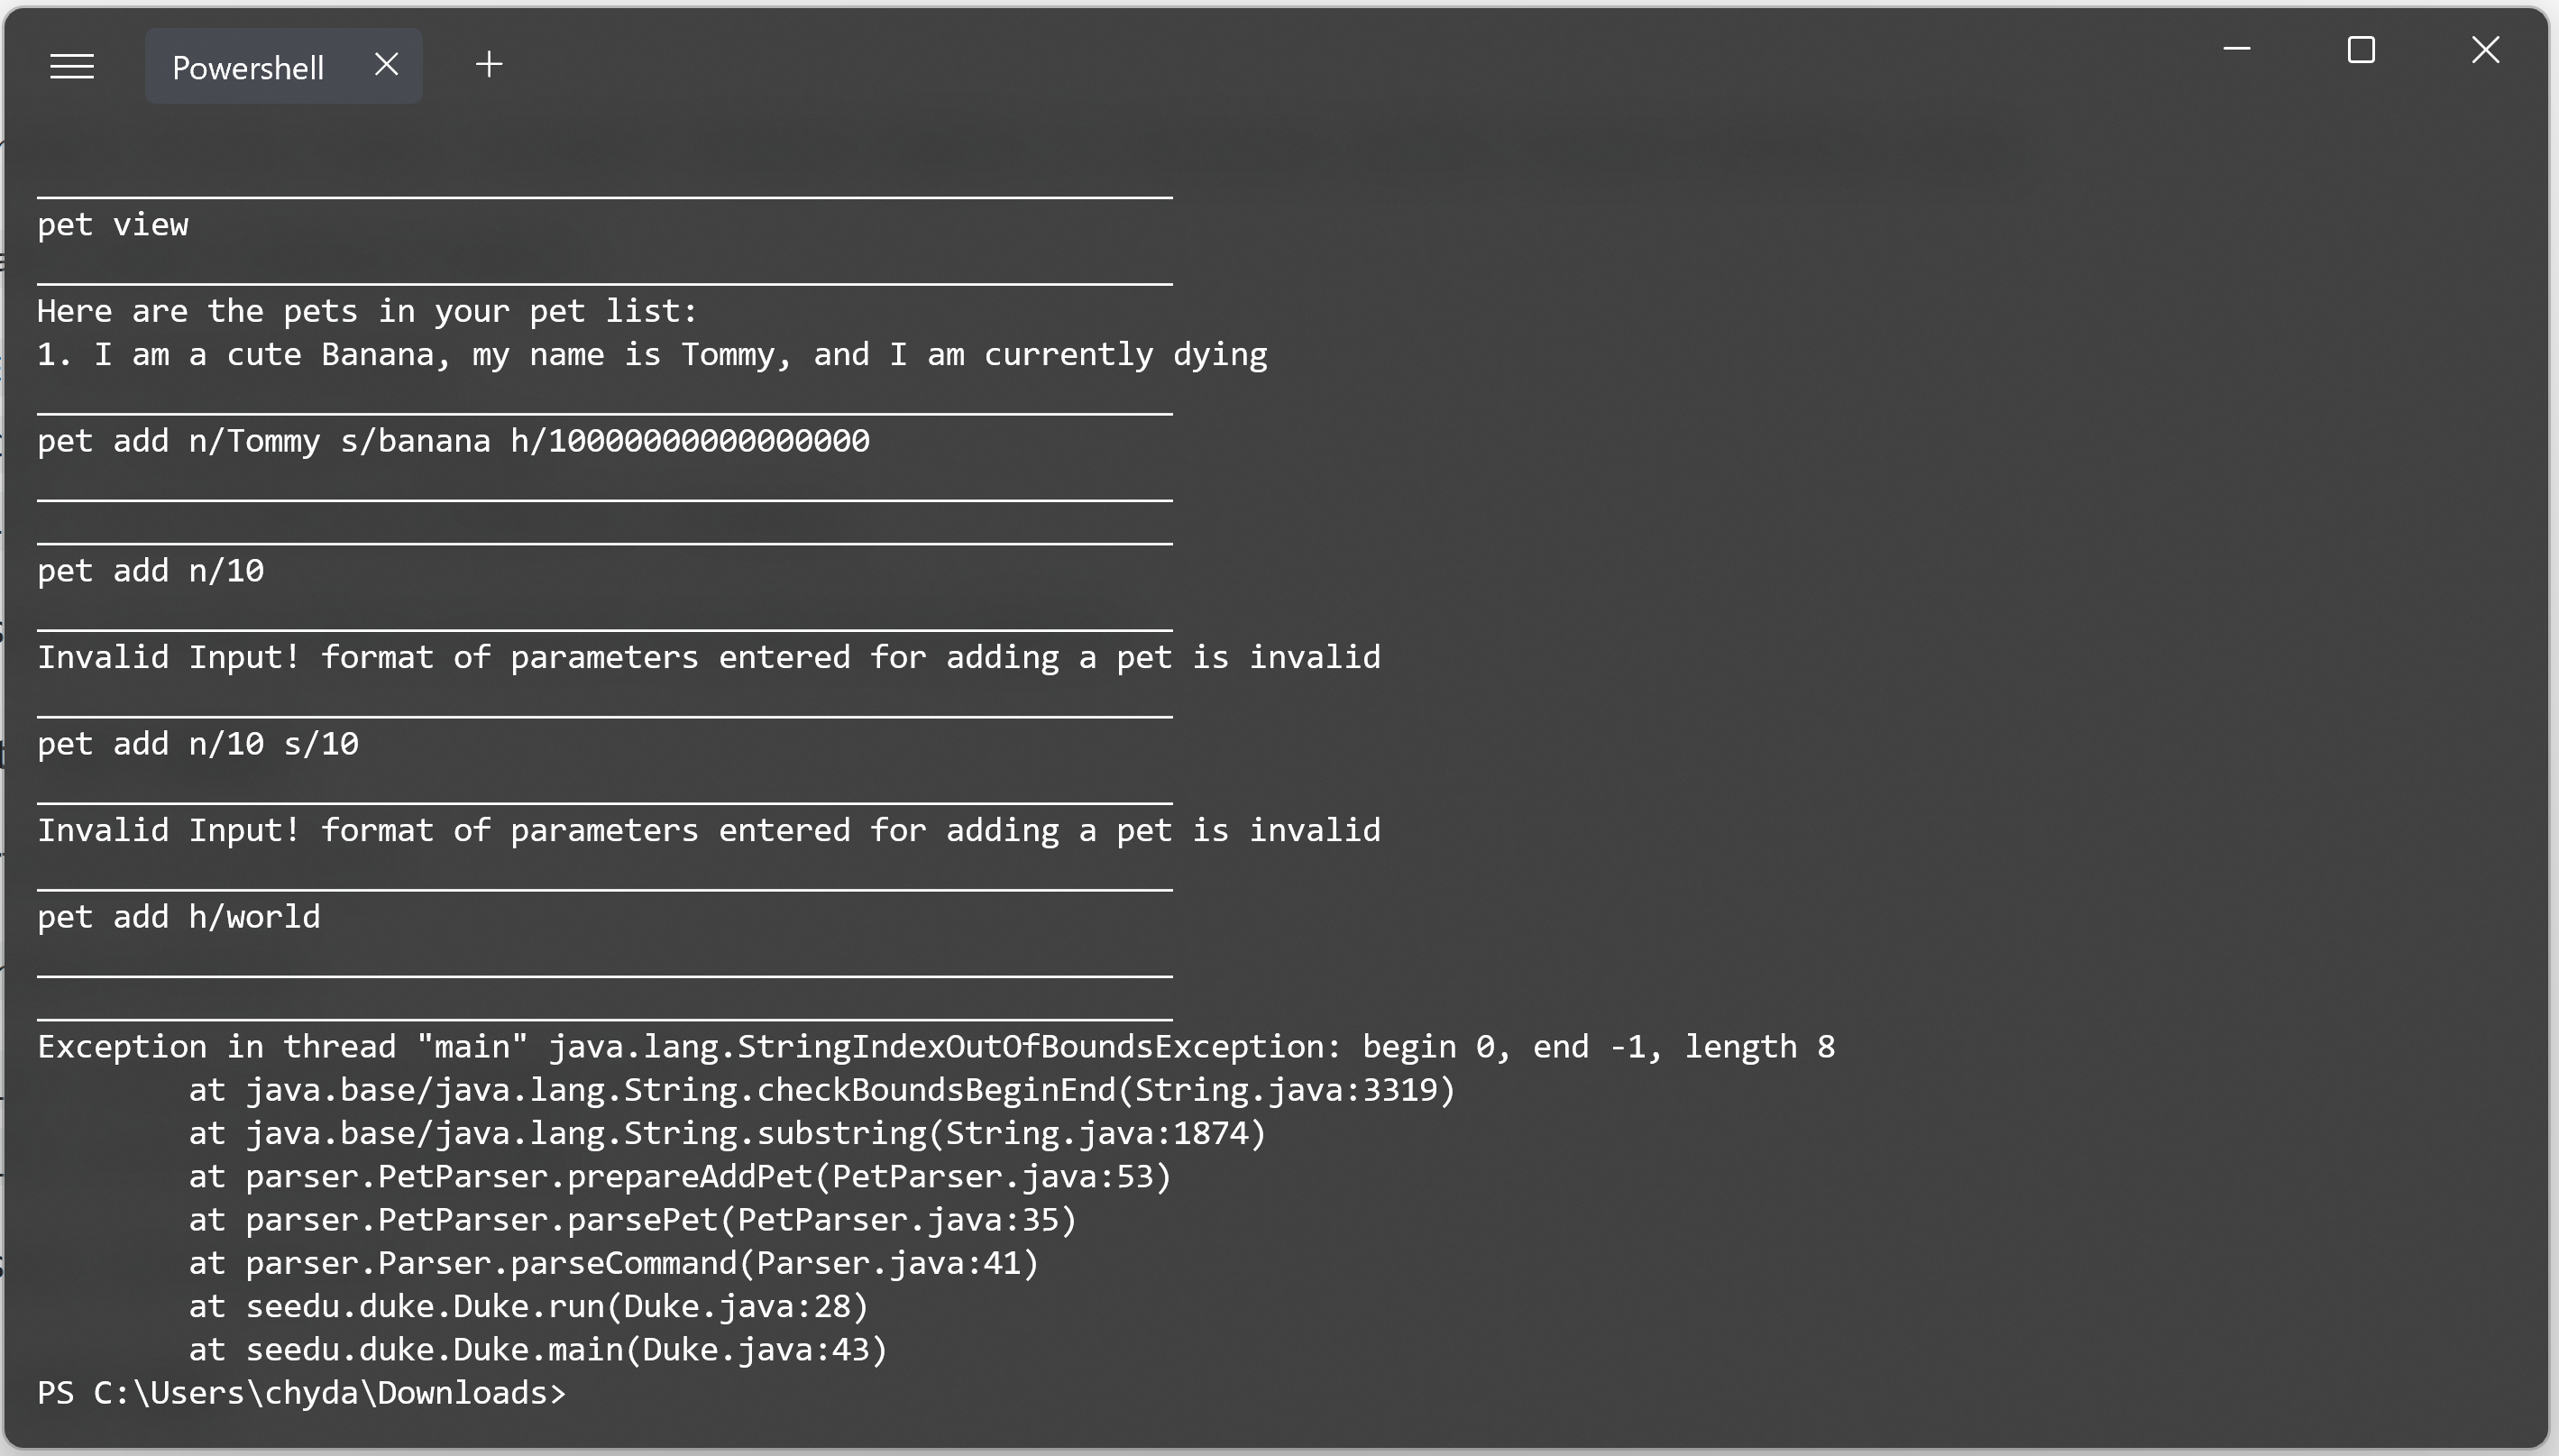 Powershell
pet view
Here are the pets in your pet list:
1. I am a cute Banana, my name is Tommy, and I am currently dying
pet add n/Tommy s/banana h/10000000000000000
pet add n/10
Invalid Input! format of parameters entered for adding a pet is invalid
pet add n/10 s/10
Invalid Input! format of parameters entered for adding a pet is invalid
pet add h/world
Exception in thread "main" java.lang.StringIndexOutOfBoundsException: begin 0, end -1, length 8
at java.base/java.lang.String.checkBoundsBeginEnd(String.java:3319)
at java.base/java.lang.String.substring(String.java:1874)
at parser.PetParser.prepareAddPet(PetParser.java:53)
at parser.PetParser.parsePet(PetParser.java:35)
at parser.Parser.parseCommand(Parser.java:41)
at seedu.duke.Duke.run(Duke.java:28)
at seedu.duke.Duke.main(Duke.java:43)
PS C:\Users\chyda\Downloads>